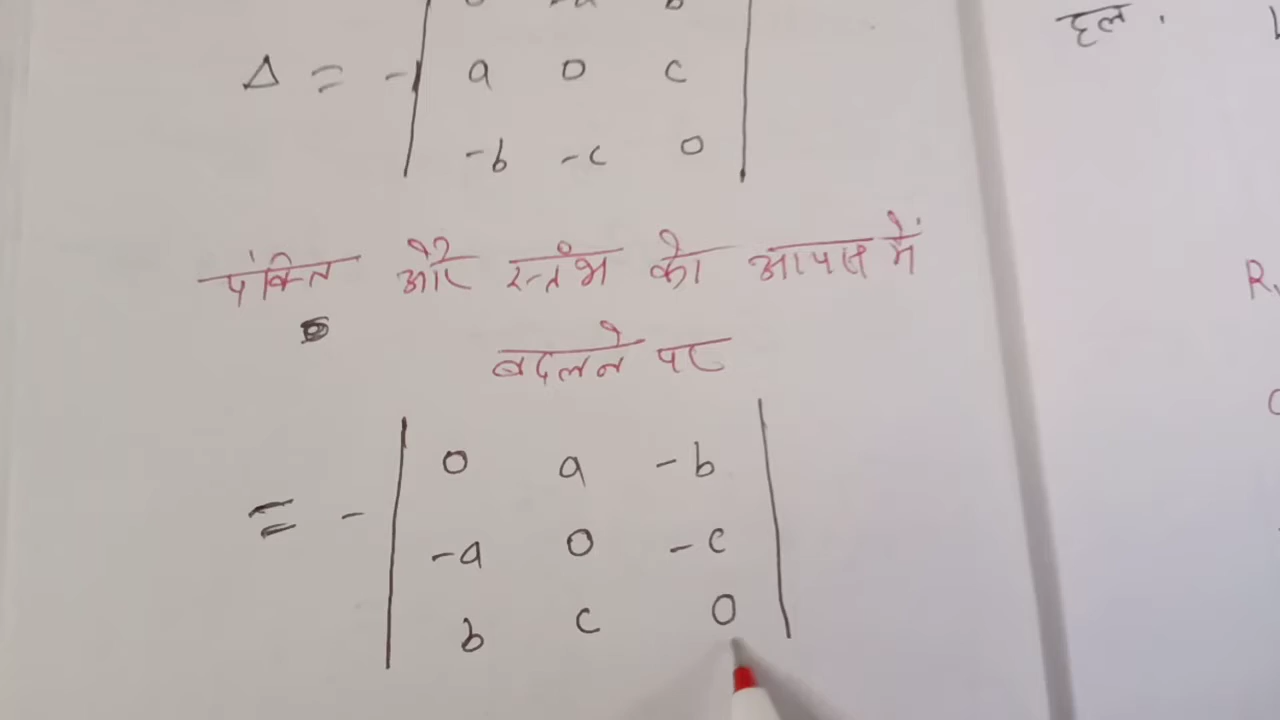 हल .
Δ = - | a 0 c |
-b -c 0
पंक्ति और स्तंभ को आपस में
बदलने पर
0 a -b
= -
-a 0 -c
b c 0